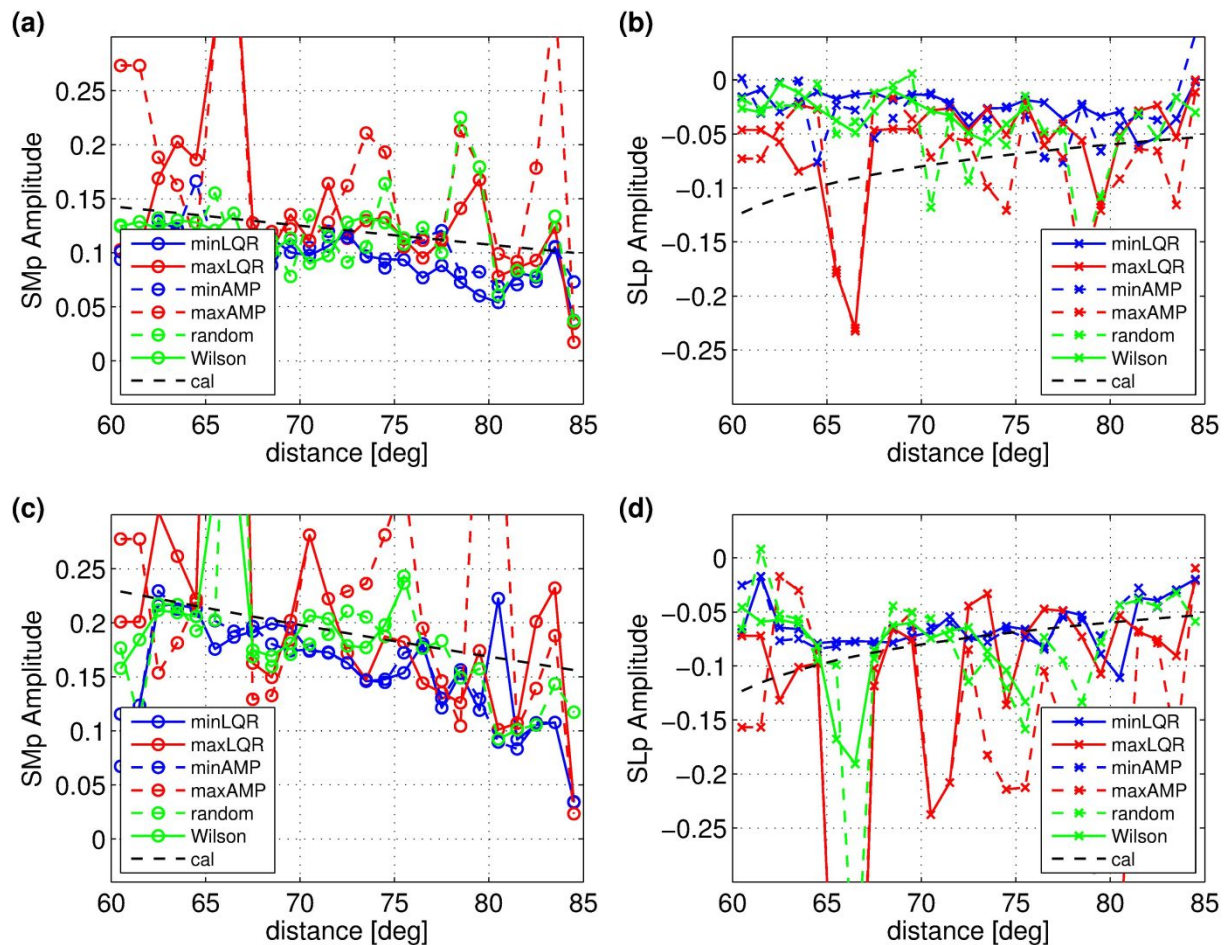 (a)
SMp Amplitude
0.25
0.2
0.15
0.1
0.05
0
minLQR
maxLQR
minAMP
maxAMP
random
Wilson
cal
60 65 70 75 80 85
distance [deg]
(b)
SLp Amplitude
0
−0.05
−0.1
−0.15
−0.2
−0.25
minLQR
maxLQR
minAMP
maxAMP
random
Wilson
cal
60 65 70 75 80 85
distance [deg]
(c)
SMp Amplitude
0.25
0.2
0.15
0.1
0.05
0
minLQR
maxLQR
minAMP
maxAMP
random
Wilson
cal
60 65 70 75 80 85
distance [deg]
(d)
SLp Amplitude
0
−0.05
−0.1
−0.15
−0.2
−0.25
minLQR
maxLQR
minAMP
maxAMP
random
Wilson
cal
60 65 70 75 80 85
distance [deg]